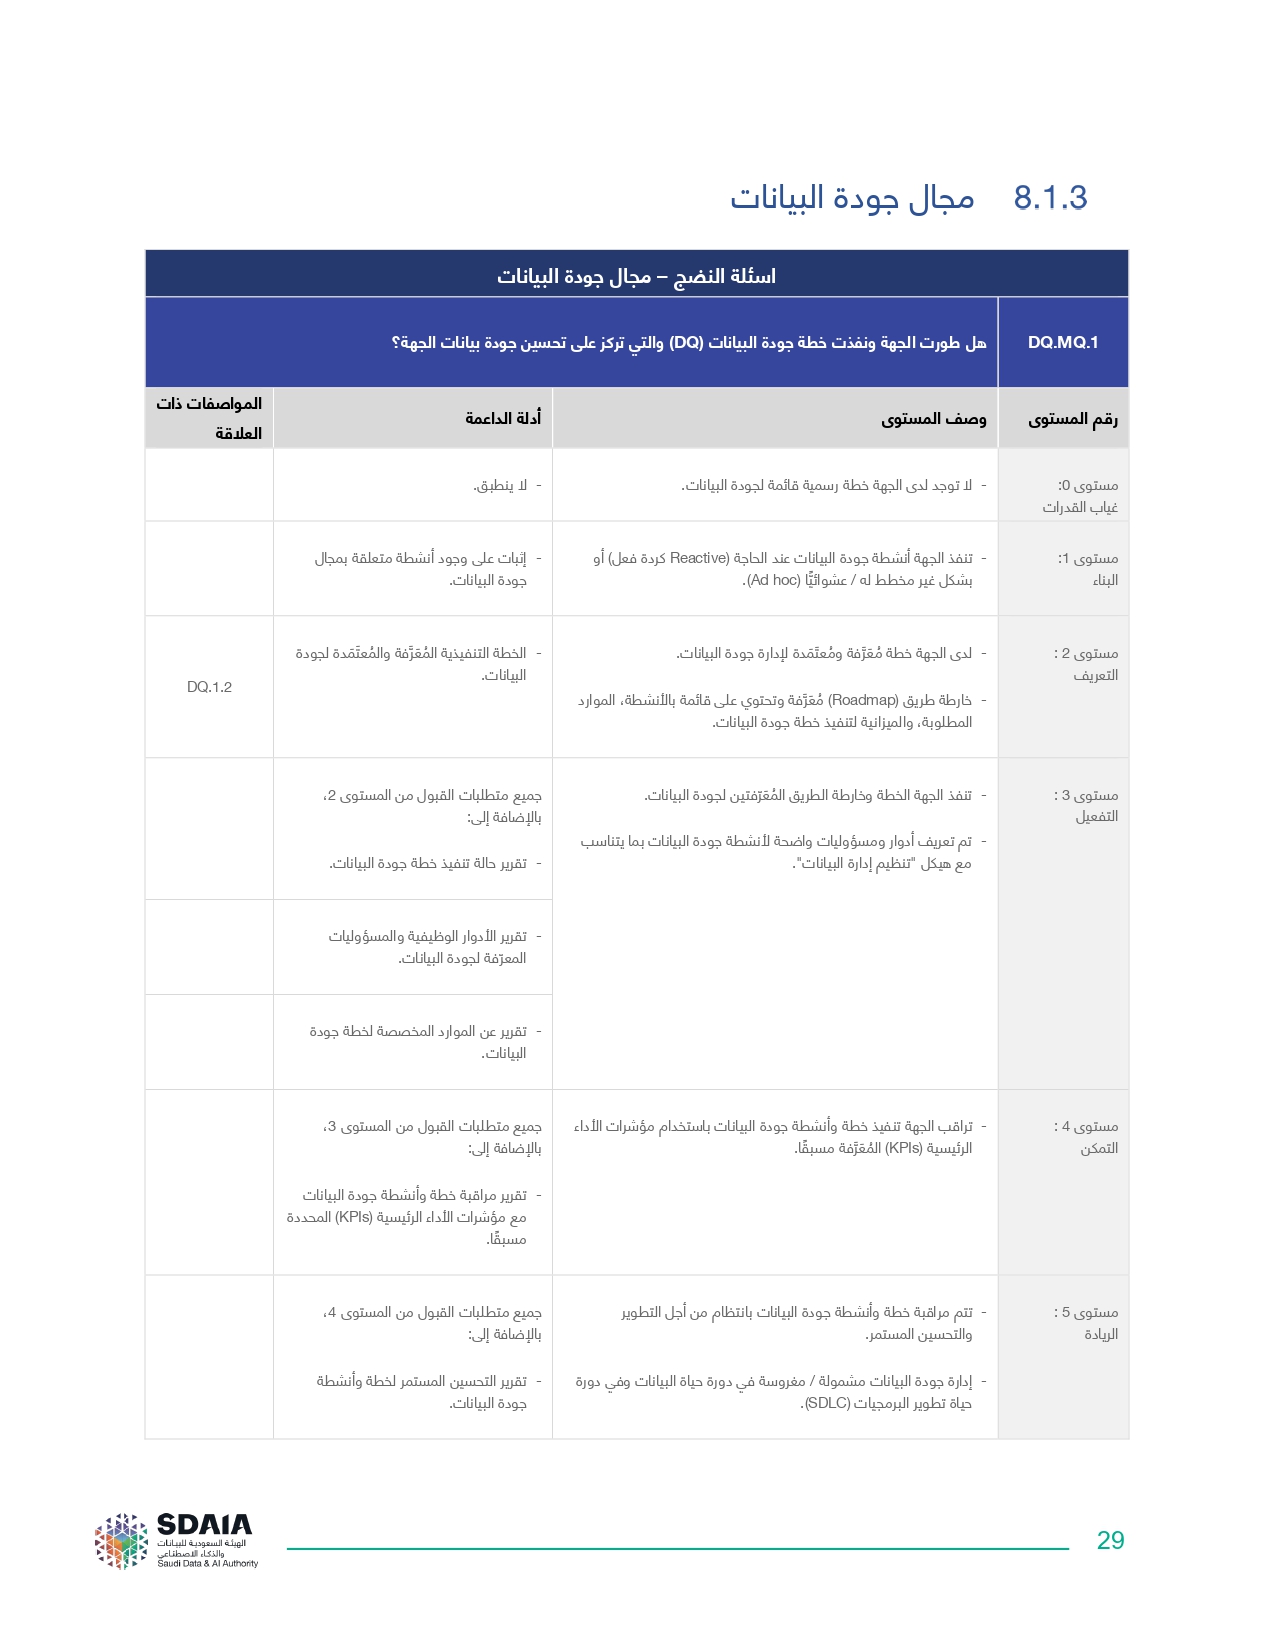 8.1.3 مجال جودة البيانات
اسئلة النضج – مجال جودة البيانات
DQ.MQ.1
هل طورت الجهة ونفذت خطة جودة البيانات (DQ) والتي تركز على تحسين جودة بيانات الجهة؟
رقم المستوى
وصف المستوى
أدلة الداعمة
المواصفات ذات
العلاقة
مستوى 0:
غياب القدرات
- لا توجد لدى الجهة خطة رسمية قائمة لجودة البيانات.
- لا ينطبق.
مستوى 1:
البناء
- تنفذ الجهة أنشطة جودة البيانات عند الحاجة (Reactive كردة فعل) أو
بشكل غير مخطط له / عشوائيًّا (Ad hoc).
- إثبات على وجود أنشطة متعلقة بمجال
جودة البيانات.
مستوى 2 :
التعريف
- لدى الجهة خطة مُعَرَّفة ومُعتَمَدة لإدارة جودة البيانات.
- خارطة طريق (Roadmap) مُعَرَّفة وتحتوي على قائمة بالأنشطة، الموارد
المطلوبة، والميزانية لتنفيذ خطة جودة البيانات.
- الخطة التنفيذية المُعَرَّفة والمُعتَمَدة لجودة
البيانات.
DQ.1.2
مستوى 3 :
التفعيل
- تنفذ الجهة الخطة وخارطة الطريق المُعَرّفتين لجودة البيانات.
- تم تعريف أدوار ومسؤوليات واضحة لأنشطة جودة البيانات بما يتناسب
مع هيكل "تنظيم إدارة البيانات".
جميع متطلبات القبول من المستوى 2،
بالإضافة إلى:
- تقرير حالة تنفيذ خطة جودة البيانات.
- تقرير الأدوار الوظيفية والمسؤوليات
المعرّفة لجودة البيانات.
- تقرير عن الموارد المخصصة لخطة جودة
البيانات.
مستوى 4 :
التمكن
- تراقب الجهة تنفيذ خطة وأنشطة جودة البيانات باستخدام مؤشرات الأداء
الرئيسية (KPIs) المُعَرَّفة مسبقًا.
جميع متطلبات القبول من المستوى 3،
بالإضافة إلى:
- تقرير مراقبة خطة وأنشطة جودة البيانات
مع مؤشرات الأداء الرئيسية (KPIs) المحددة
مسبقًا.
مستوى 5 :
الريادة
- تتم مراقبة خطة وأنشطة جودة البيانات بانتظام من أجل التطوير
والتحسين المستمر.
- إدارة جودة البيانات مشمولة / مغروسة في دورة حياة البيانات وفي دورة
حياة تطوير البرمجيات (SDLC).
جميع متطلبات القبول من المستوى 4،
بالإضافة إلى:
- تقرير التحسين المستمر لخطة وأنشطة
جودة البيانات.
SDAIA
الهيئة السعودية للبيانات
والذكاء الاصطناعي
Saudi Data & AI Authority
29